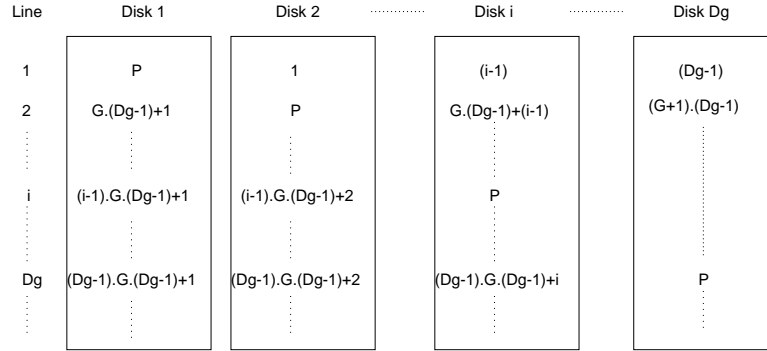 Line Disk 1 Disk 2 Disk i Disk Dg
1 P 1 (i-1) (Dg-1)
2 G.(Dg-1)+1 P G.(Dg-1)+(i-1) (G+1).(Dg-1)
i (i-1).G.(Dg-1)+1 (i-1).G.(Dg-1)+2 P
Dg (Dg-1).G.(Dg-1)+1 (Dg-1).G.(Dg-1)+2 (Dg-1).G.(Dg-1)+i P